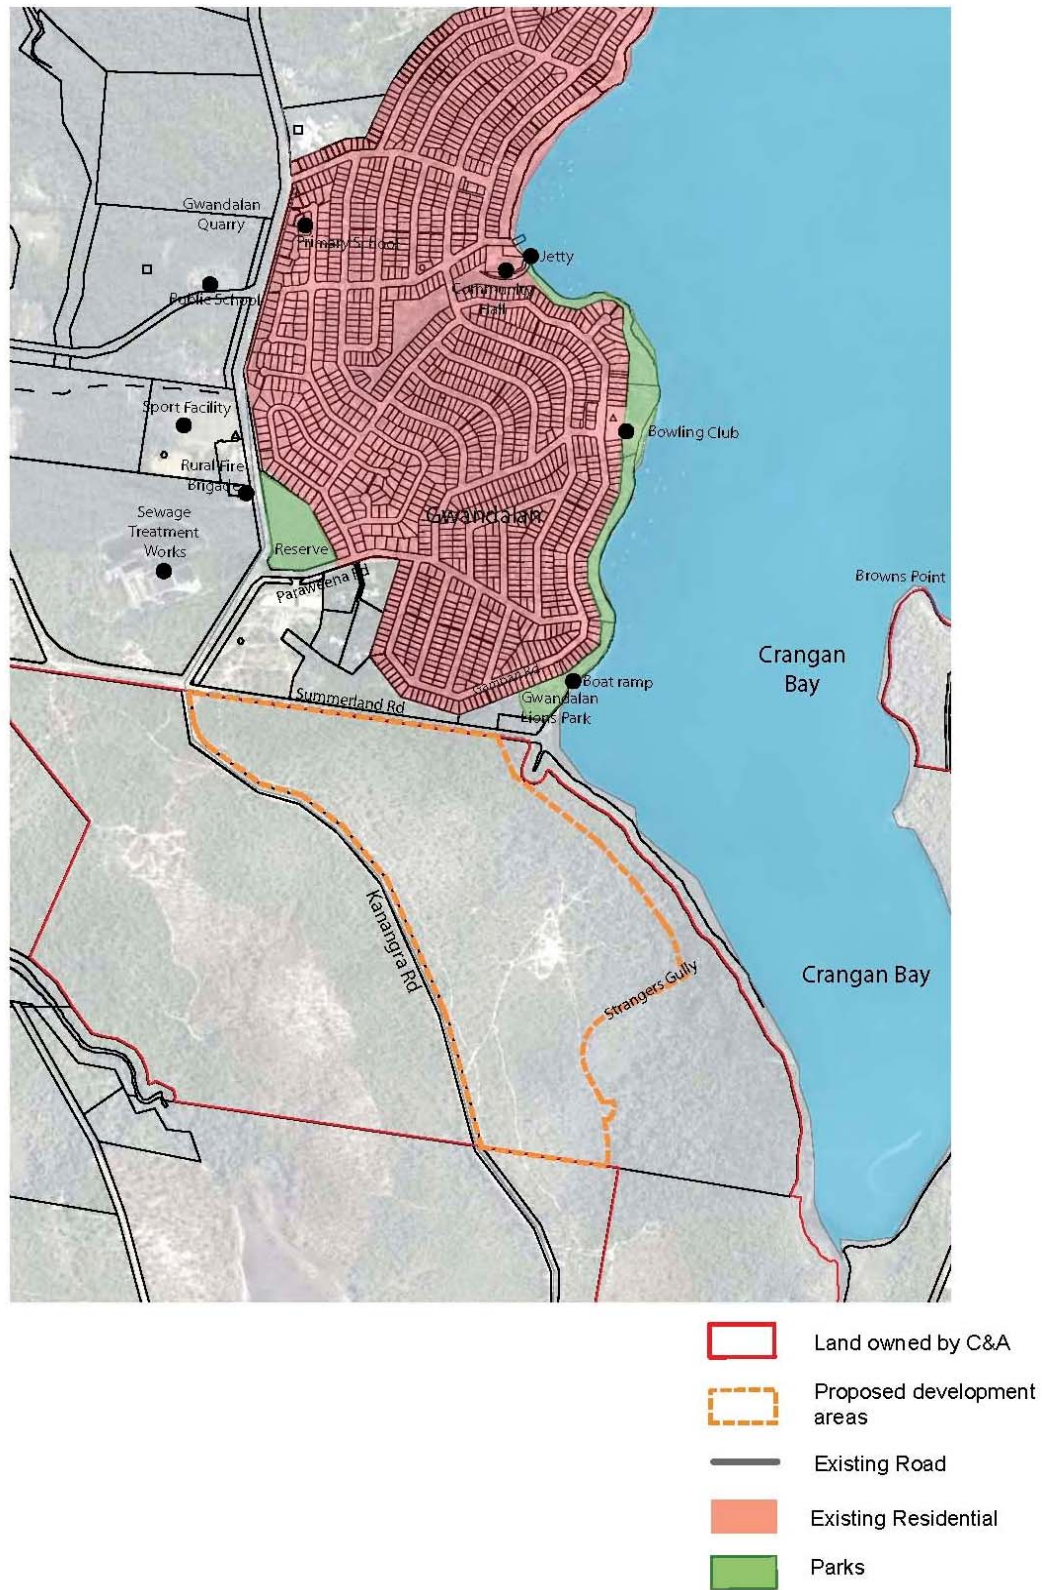 Gwandalan
Quarry
Primary School
Jetty
Community
Hall
Public School
Sport Facility
Bowling Club
Rural Fire
Brigade
Sewage
Treatment
Works
Gwandalan
Reserve
Paraweena Rd
Browns Point
Crangan
Bay
Gamban Rd
Boat ramp
Gwandalan
Lions Park
Summerland Rd
Kanangra Rd
Strangers Gully
Crangan Bay
Land owned by C&A
Proposed development
areas
Existing Road
Existing Residential
Parks